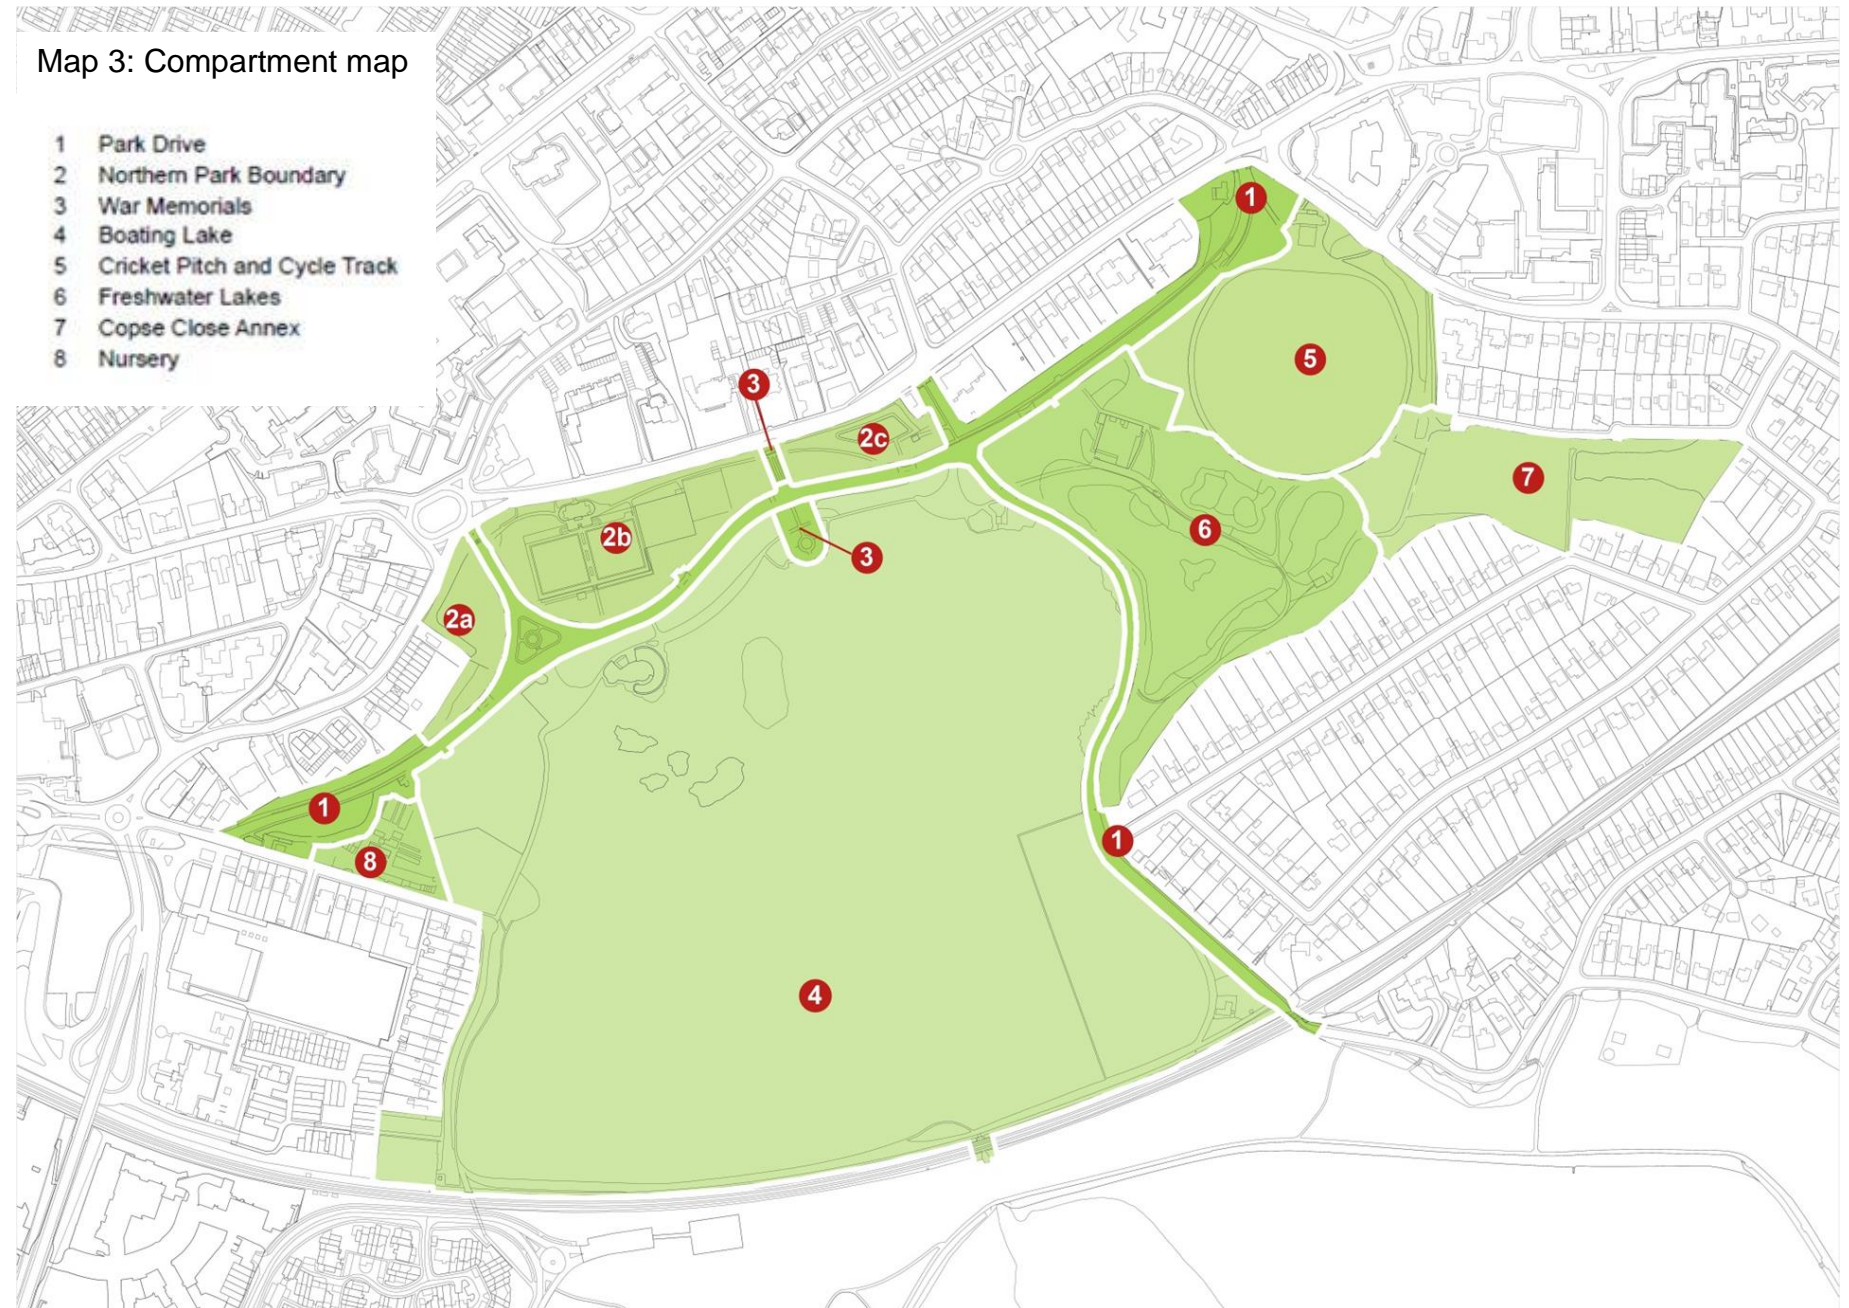 Map 3: Compartment map
1 Park Drive
2 Northern Park Boundary
3 War Memorials
4 Boating Lake
5 Cricket Pitch and Cycle Track
6 Freshwater Lakes
7 Copse Close Annex
8 Nursery
1
5
3
2c
7
6
2b
3
2a
1
1
8
4